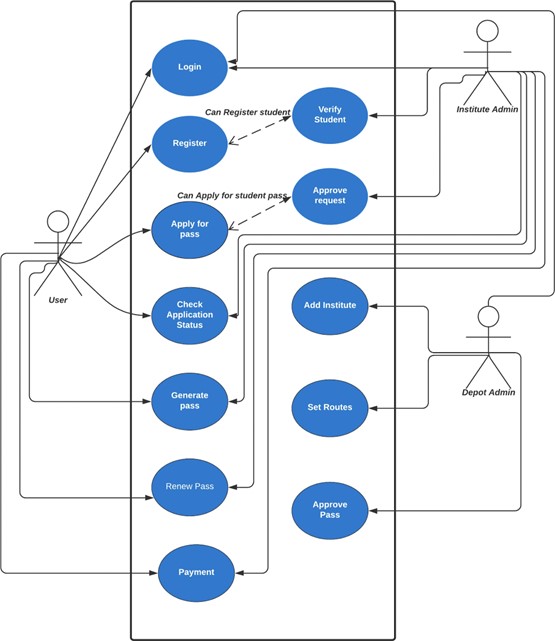 Login
Institute Admin
Can Register student
Verify
Student
Register
Can Apply for student pass
Approve
request
Apply for
pass
User
Check
Application
Status
Add Institute
Depot Admin
Generate
pass
Set Routes
Renew Pass
Approve
Pass
Payment